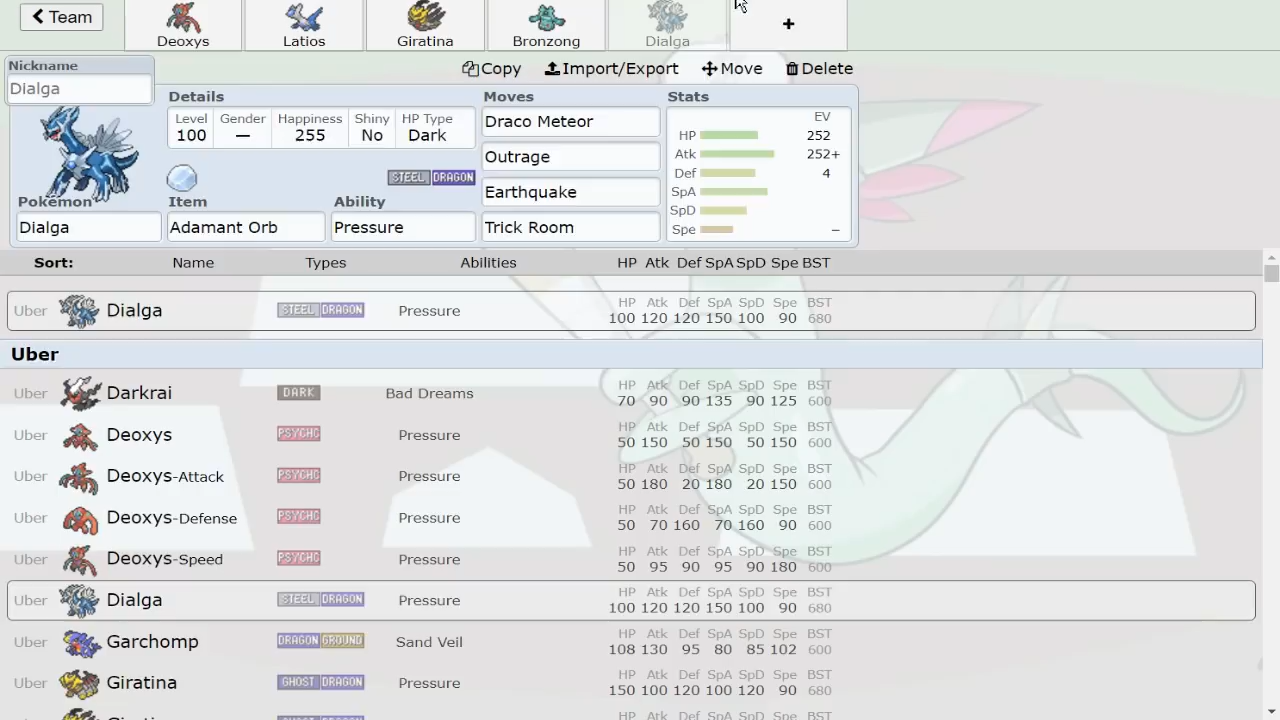 Team
Deoxys Latios Giratina Bronzong Dialga +
Copy Import/Export Move Delete
Nickname
Dialga
Details Moves Stats
Level Gender Happiness Shiny HP Type
100 — 255 No Dark
Draco Meteor
Outrage
Earthquake
Trick Room
EV
HP 252
Atk 252+
Def 4
SpA
SpD
Spe –
STEEL DRAGON
Pokémon Item Ability
Dialga Adamant Orb Pressure
Sort: Name Types Abilities HP Atk Def SpA SpD Spe BST
Uber Dialga STEEL DRAGON Pressure HP 100 Atk 120 Def 120 SpA 150 SpD 100 Spe 90 BST 680
Uber
Uber Darkrai DARK Bad Dreams HP 70 Atk 90 Def 90 SpA 135 SpD 90 Spe 125 BST 600
Uber Deoxys PSYCHC Pressure HP 50 Atk 150 Def 50 SpA 150 SpD 50 Spe 150 BST 600
Uber Deoxys-Attack PSYCHC Pressure HP 50 Atk 180 Def 20 SpA 180 SpD 20 Spe 150 BST 600
Uber Deoxys-Defense PSYCHC Pressure HP 50 Atk 70 Def 160 SpA 70 SpD 160 Spe 90 BST 600
Uber Deoxys-Speed PSYCHC Pressure HP 50 Atk 95 Def 90 SpA 95 SpD 90 Spe 180 BST 600
Uber Dialga STEEL DRAGON Pressure HP 100 Atk 120 Def 120 SpA 150 SpD 100 Spe 90 BST 680
Uber Garchomp DRAGON GROUND Sand Veil HP 108 Atk 130 Def 95 SpA 80 SpD 85 Spe 102 BST 600
Uber Giratina GHOST DRAGON Pressure HP 150 Atk 100 Def 120 SpA 100 SpD 120 Spe 90 BST 680
HP Atk Def SpA SpD Spe BST